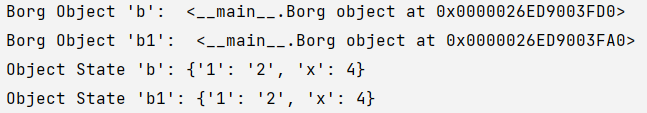 Borg Object 'b':  <__main__.Borg object at 0x0000026ED9003FD0>
Borg Object 'b1':  <__main__.Borg object at 0x0000026ED9003FA0>
Object State 'b': {'1': '2', 'x': 4}
Object State 'b1': {'1': '2', 'x': 4}